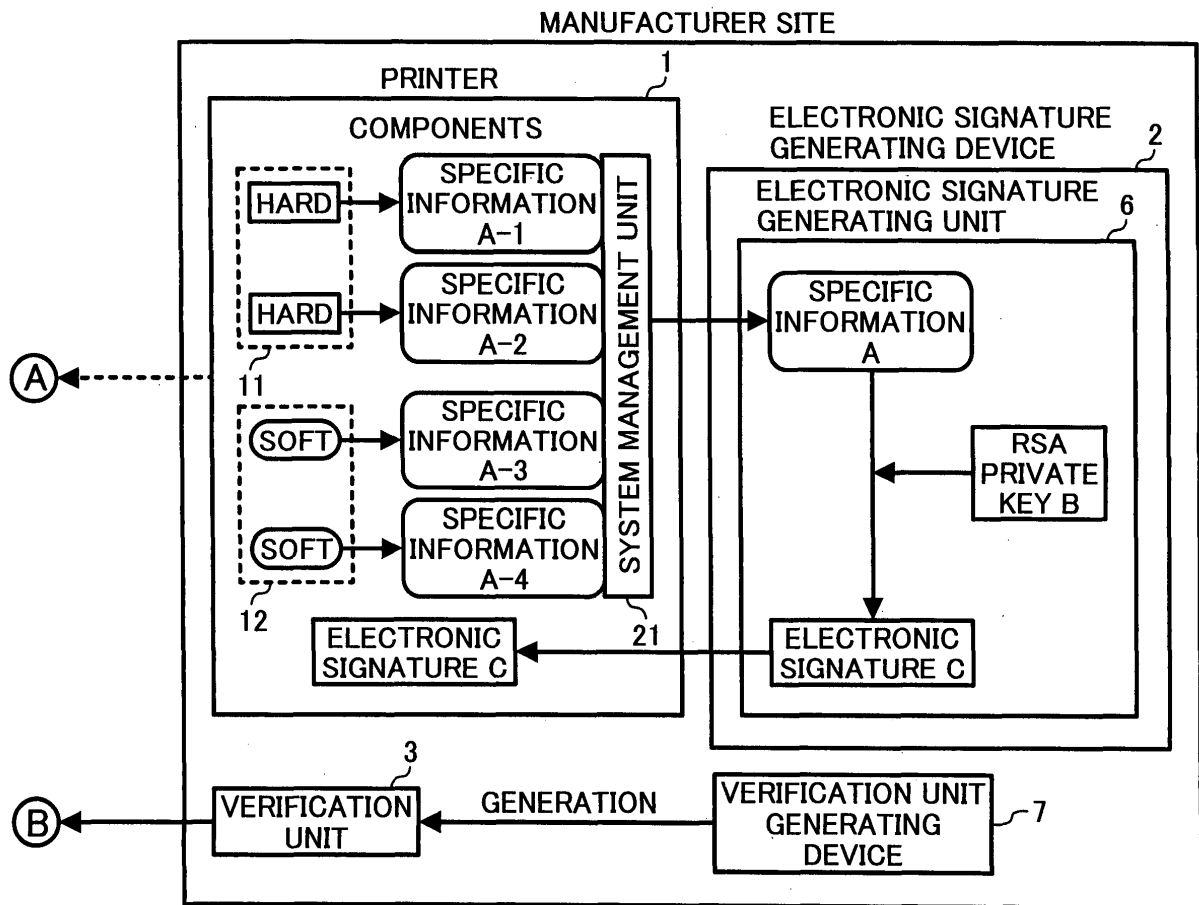 MANUFACTURER SITE
PRINTER
1
COMPONENTS
HARD
SPECIFIC
INFORMATION
A-1
HARD
SPECIFIC
INFORMATION
A-2
11
SOFT
SPECIFIC
INFORMATION
A-3
SOFT
SPECIFIC
INFORMATION
A-4
12
SYSTEM MANAGEMENT UNIT
21
ELECTRONIC
SIGNATURE C
ELECTRONIC SIGNATURE
GENERATING DEVICE
2
ELECTRONIC SIGNATURE
GENERATING UNIT
6
SPECIFIC
INFORMATION
A
RSA
PRIVATE
KEY B
ELECTRONIC
SIGNATURE C
A
B
3
VERIFICATION
UNIT
GENERATION
VERIFICATION UNIT
GENERATING
DEVICE
7